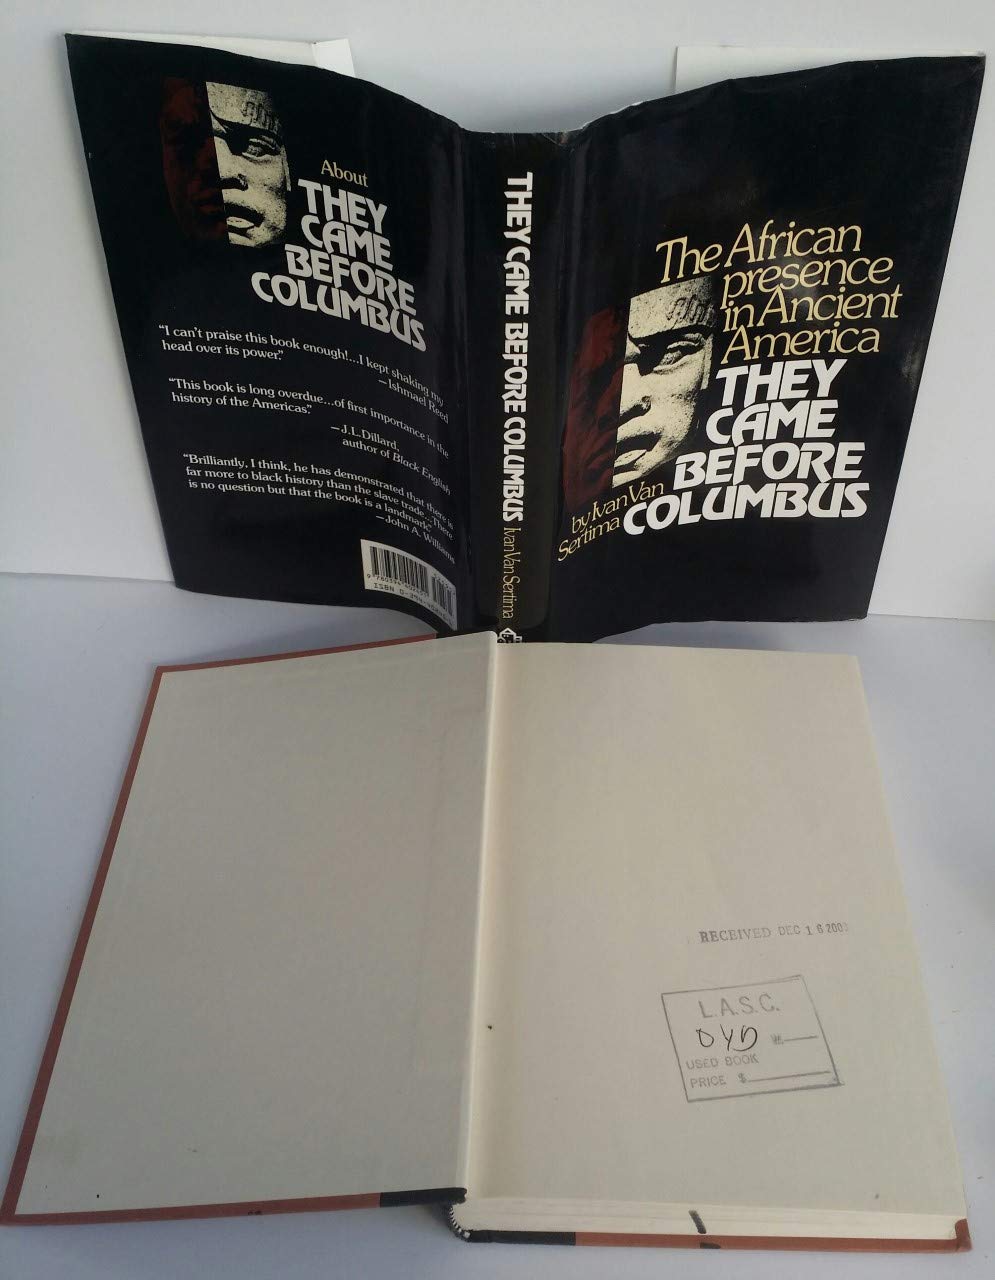 About
THEY
CAME
BEFORE
COLUMBUS
“I can't praise this book enough!...I kept shaking my
head over its power.”
—Ishmael Reed
“This book is long overdue...of first importance in the
history of the Americas.”
—J.L.Dillard,
author of Black English
“Brilliantly, I think, he has demonstrated that there is
far more to black history than the slave trade...There
is no question but that the book is a landmark.”
—John A. Williams
ISBN
THEY CAME BEFORE COLUMBUS Ivan Van Sertima
The African
presence
in Ancient
America
THEY
CAME
BEFORE
COLUMBUS
by Ivan Van
Sertima
RECEIVED DEC 16
L.A.S.C.
USED BOOK
PRICE $